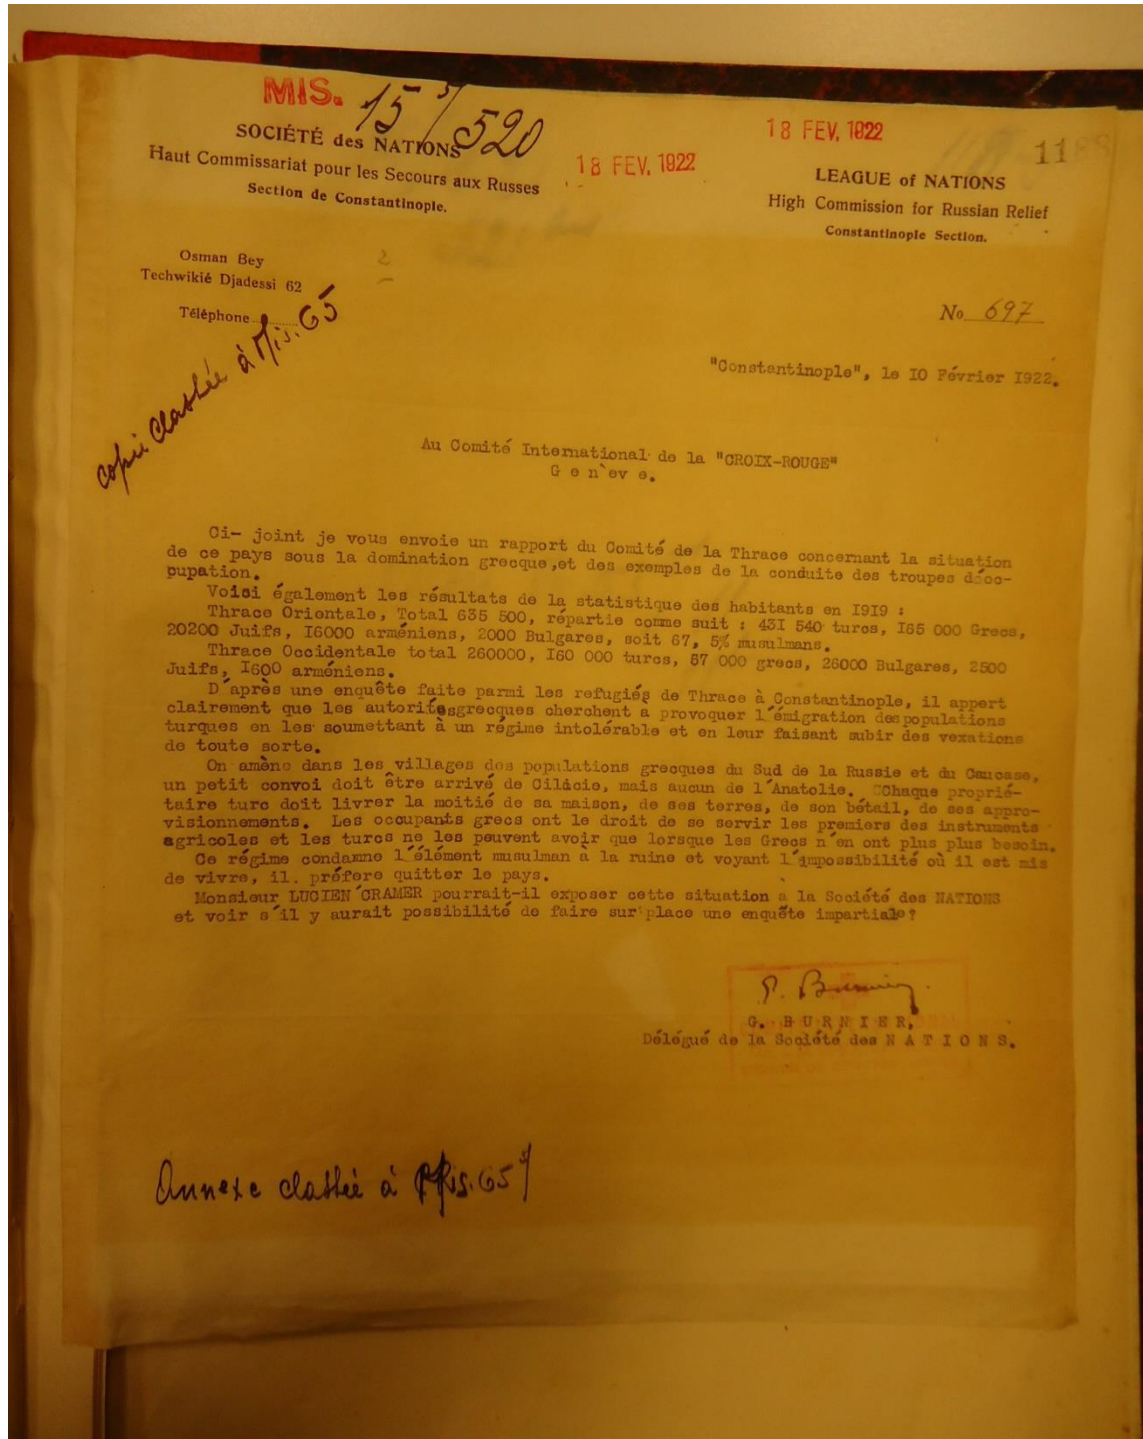 MIS. 15/5/520
SOCIÉTÉ des NATIONS
Haut Commissariat pour les Secours aux Russes
Section de Constantinople.
18 FEV. 1922
18 FEV. 1922
1188
LEAGUE of NATIONS
High Commission for Russian Relief
Constantinople Section.
Osman Bey
Techwikié Djadessi 62
Téléphone
2
copie classée à Mis. 65
No 697
"Constantinople", le IO Février I922.
Au Comité International de la "CROIX-ROUGE"
G e n`ev e.
Ci- joint je vous envoie un rapport du Comité de la Thrace concernant la situation
de ce pays sous la domination grecque,et des exemples de la conduite des troupes d´oc-
cupation.
Voici également les résultats de la statistique des habitants en I9I9 :
Thrace Orientale, Total 635 500, répartie comme suit : 43I 540 turcs, I65 000 Grecs,
20200 Juifs, I6000 arméniens, 2000 Bulgares, soit 67, 5% musulmans.
Thrace Occidentale total 260000, I60 000 turcs, 87 000 grecs, 26000 Bulgares, 2500
Juifs, I600 arméniens.
D´après une enquête faite parmi les refugiés de Thrace à Constantinople, il appert
clairement que les autoritésgrecques cherchent a provoquer l´émigration des populations
turques en les soumettant à un régime intolérable et en leur faisant subir des vexations
de toute sorte.
On amène dans les villages des populations grecques du Sud de la Russie et du Caucase,
un petit convoi doit être arrivé de Cilácie, mais aucun de l´Anatolie. Chaque proprié-
taire turc doit livrer la moitié de sa maison, de ses terres, de son bétail, de ses appro-
visionnements. Les occupants grecs ont le droit de se servir les premiers des instruments
agricoles et les turcs ne les peuvent avoir que lorsque les Grecs n´en ont plus plus besoin.
Ce régime condamne l´élément musulman à la ruine et voyant l´impossibilité où il est mis
de vivre, il préfere quitter le pays.
Monsieur LUCIEN CRAMER pourrait-il exposer cette situation à la Société des NATIONS
et voir s´il y aurait possibilité de faire sur place une enquête impartiale?
G. Burnier.
G. B U R N I E R,
Délégué de la Société des N A T I O N S.
Annexe classée à Mis. 65/5